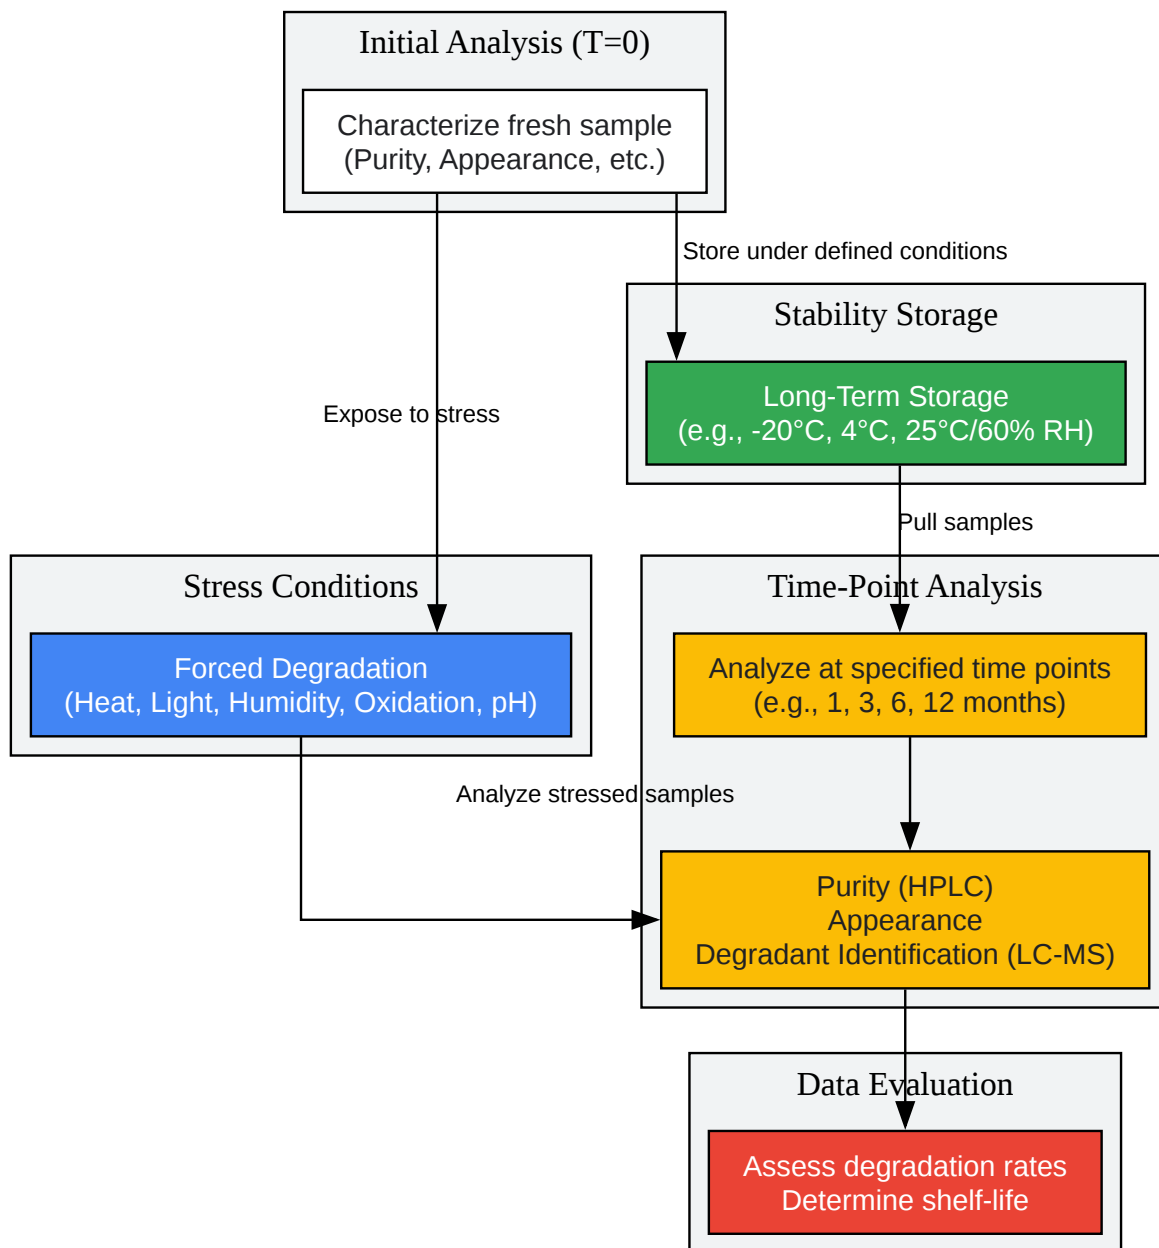 Initial Analysis (T=0)
Characterize fresh sample
(Purity, Appearance, etc.)
Store under defined conditions
Stability Storage
Long-Term Storage
(e.g., -20°C, 4°C, 25°C/60% RH)
Expose to stress
Pull samples
Stress Conditions
Forced Degradation
(Heat, Light, Humidity, Oxidation, pH)
Time-Point Analysis
Analyze at specified time points
(e.g., 1, 3, 6, 12 months)
Analyze stressed samples
Purity (HPLC)
Appearance
Degradant Identification (LC-MS)
Data Evaluation
Assess degradation rates
Determine shelf-life